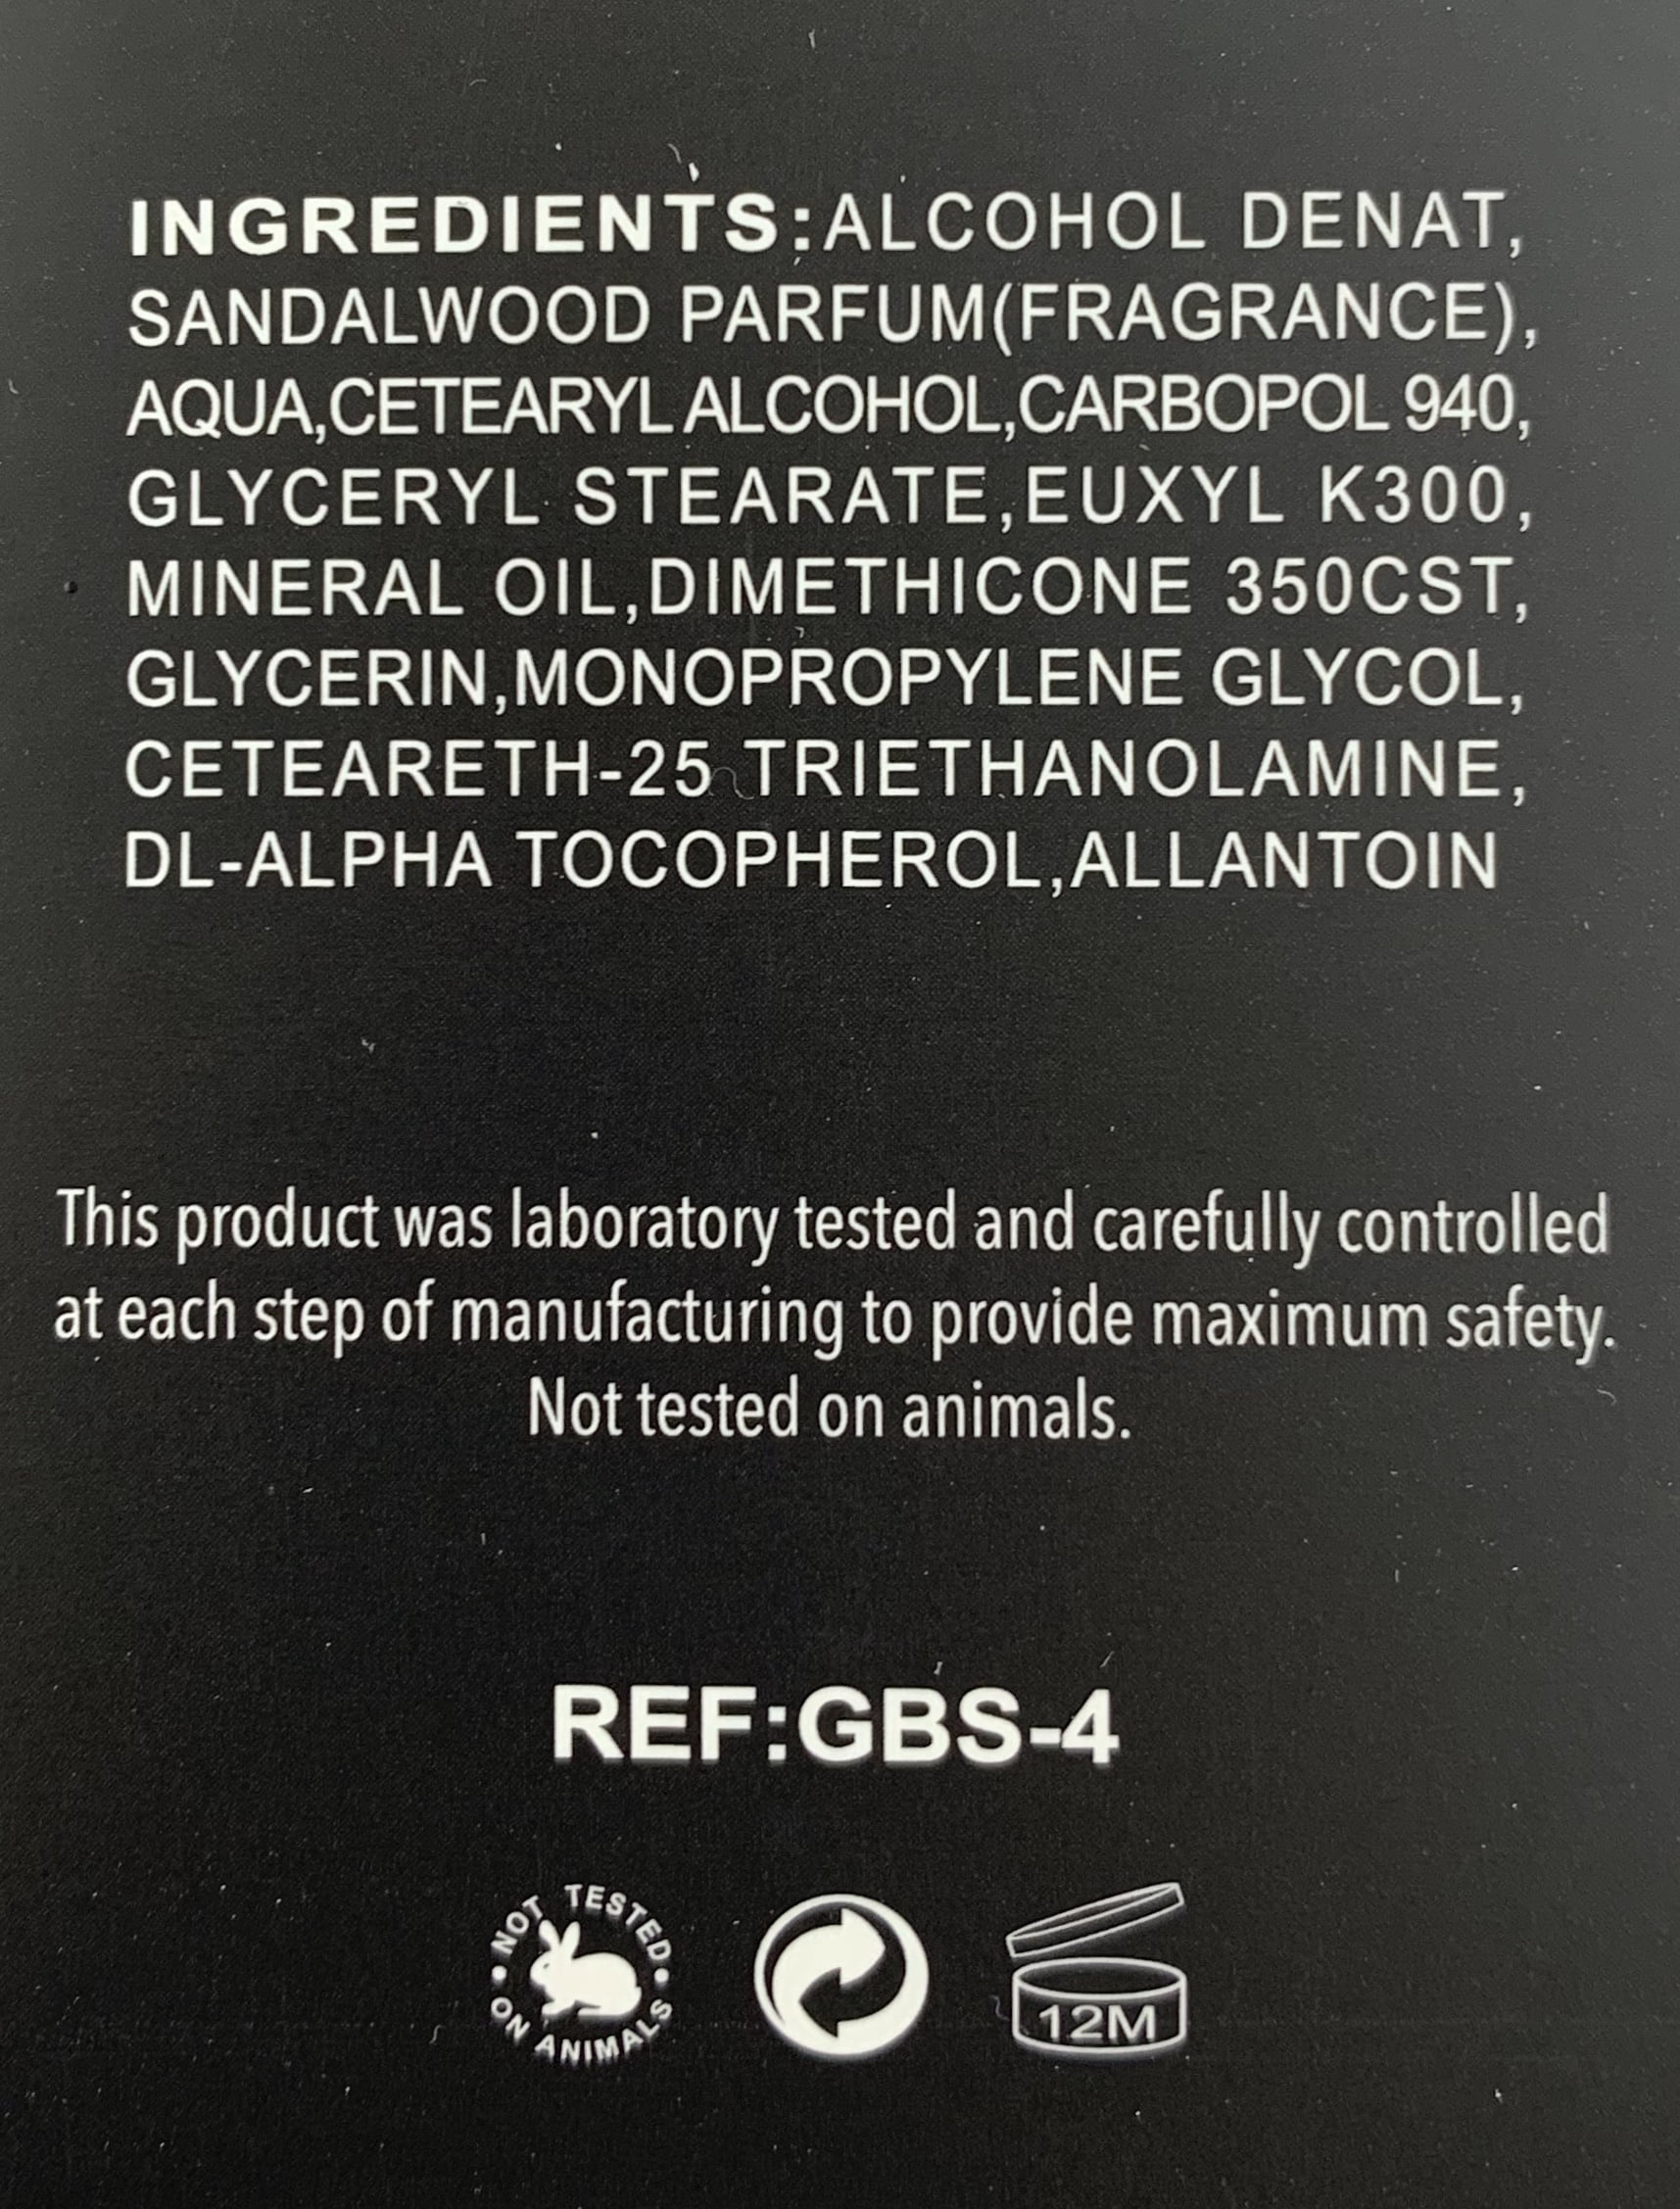 INGREDIENTS:ALCOHOL DENAT,
SANDALWOOD PARFUM(FRAGRANCE),
AQUA,CETEARYL ALCOHOL,CARBOPOL 940,
GLYCERYL STEARATE,EUXYL K300,
MINERAL OIL,DIMETHICONE 350CST,
GLYCERIN,MONOPROPYLENE GLYCOL,
CETEARETH-25 TRIETHANOLAMINE,
DL-ALPHA TOCOPHEROL,ALLANTOIN
This product was laboratory tested and carefully controlled
at each step of manufacturing to provide maximum safety.
Not tested on animals.
REF:GBS-4
NOT TESTED
ON ANIMALS
12M